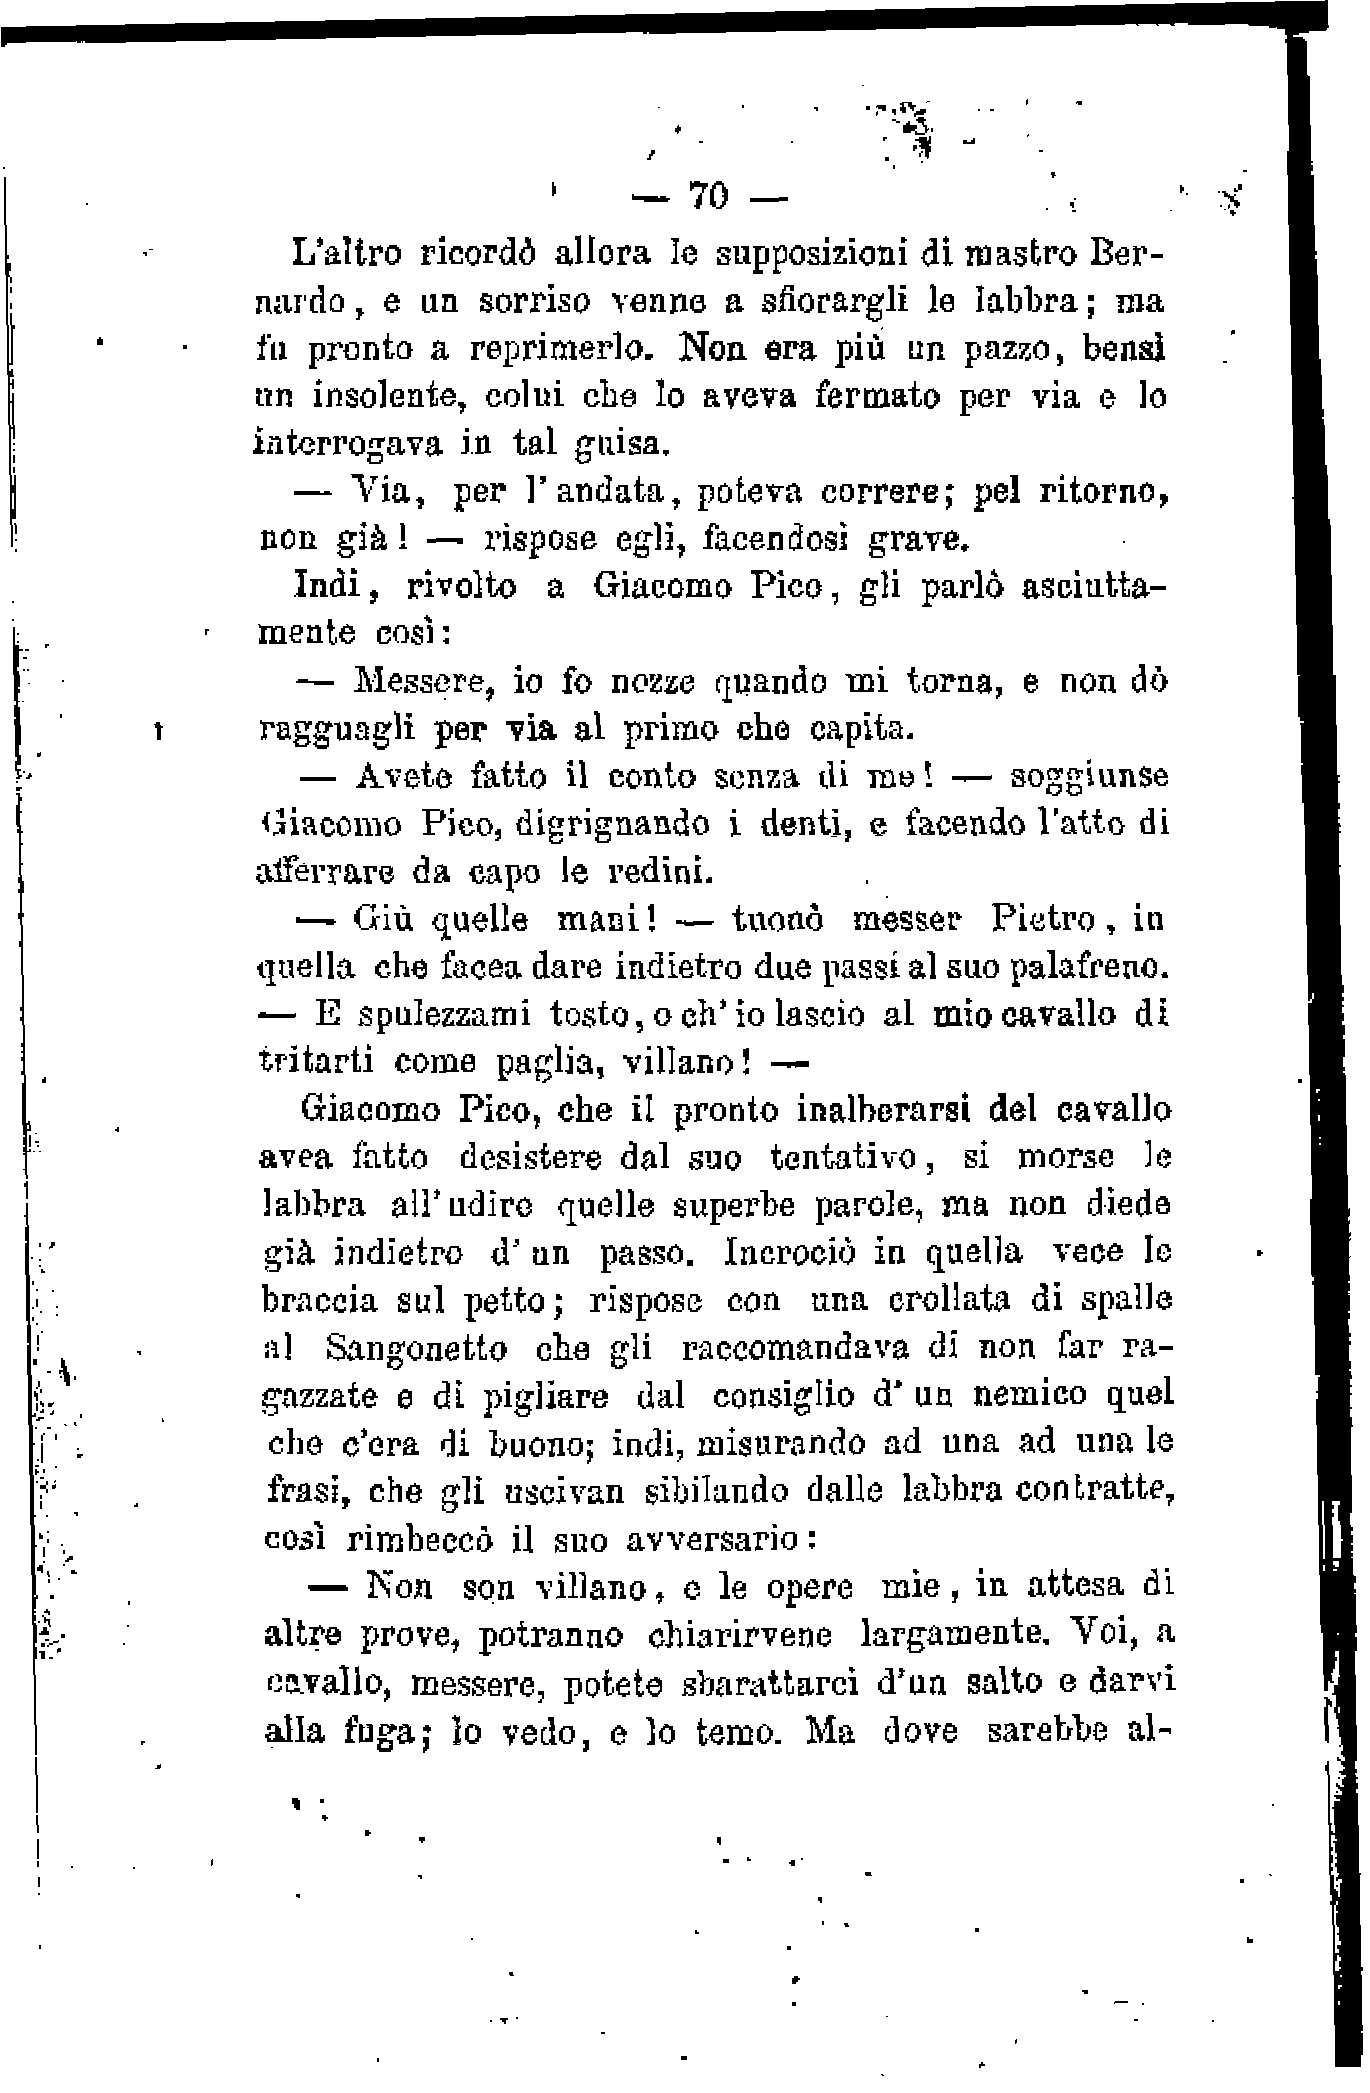 — 70 —
L'altro ricordò allora le supposizioni di mastro Ber-
nardo, e un sorriso venne a sfiorargli le labbra; ma
fu pronto a reprimerlo. Non era più un pazzo, bensì
un insolente, colui che lo aveva fermato per via e lo
interrogava in tal guisa.
— Via, per l'andata, poteva correre; pel ritorno,
non già! — rispose egli, facendosi grave.
Indi, rivolto a Giacomo Pico, gli parlò asciutta-
mente così:
— Messere, io fo nozze quando mi torna, e non dò
ragguagli per via al primo che capita.
— Avete fatto il conto senza di me! — soggiunse
Giacomo Pico, digrignando i denti, e facendo l'atto di
afferrare da capo le redini.
— Giù quelle mani! — tuonò messer Pietro, in
quella che facea dare indietro due passi al suo palafreno.
— E spulezzami tosto, o ch'io lascio al mio cavallo di
tritarti come paglia, villano! —
Giacomo Pico, che il pronto inalberarsi del cavallo
avea fatto desistere dal suo tentativo, si morse le
labbra all'udire quelle superbe parole, ma non diede
già indietro d'un passo. Incrociò in quella vece le
braccia sul petto; rispose con una crollata di spalle
al Sangonetto che gli raccomandava di non far ra-
gazzate e di pigliare dal consiglio d'un nemico quel
che c'era di buono; indi, misurando ad una ad una le
frasi, che gli uscivan sibilando dalle labbra contratte,
così rimbeccò il suo avversario:
— Non son villano, e le opere mie, in attesa di
altre prove, potranno chiarirvene largamente. Voi, a
cavallo, messere, potete sbarattarci d'un salto e darvi
alla fuga; lo vedo, e lo temo. Ma dove sarebbe al-